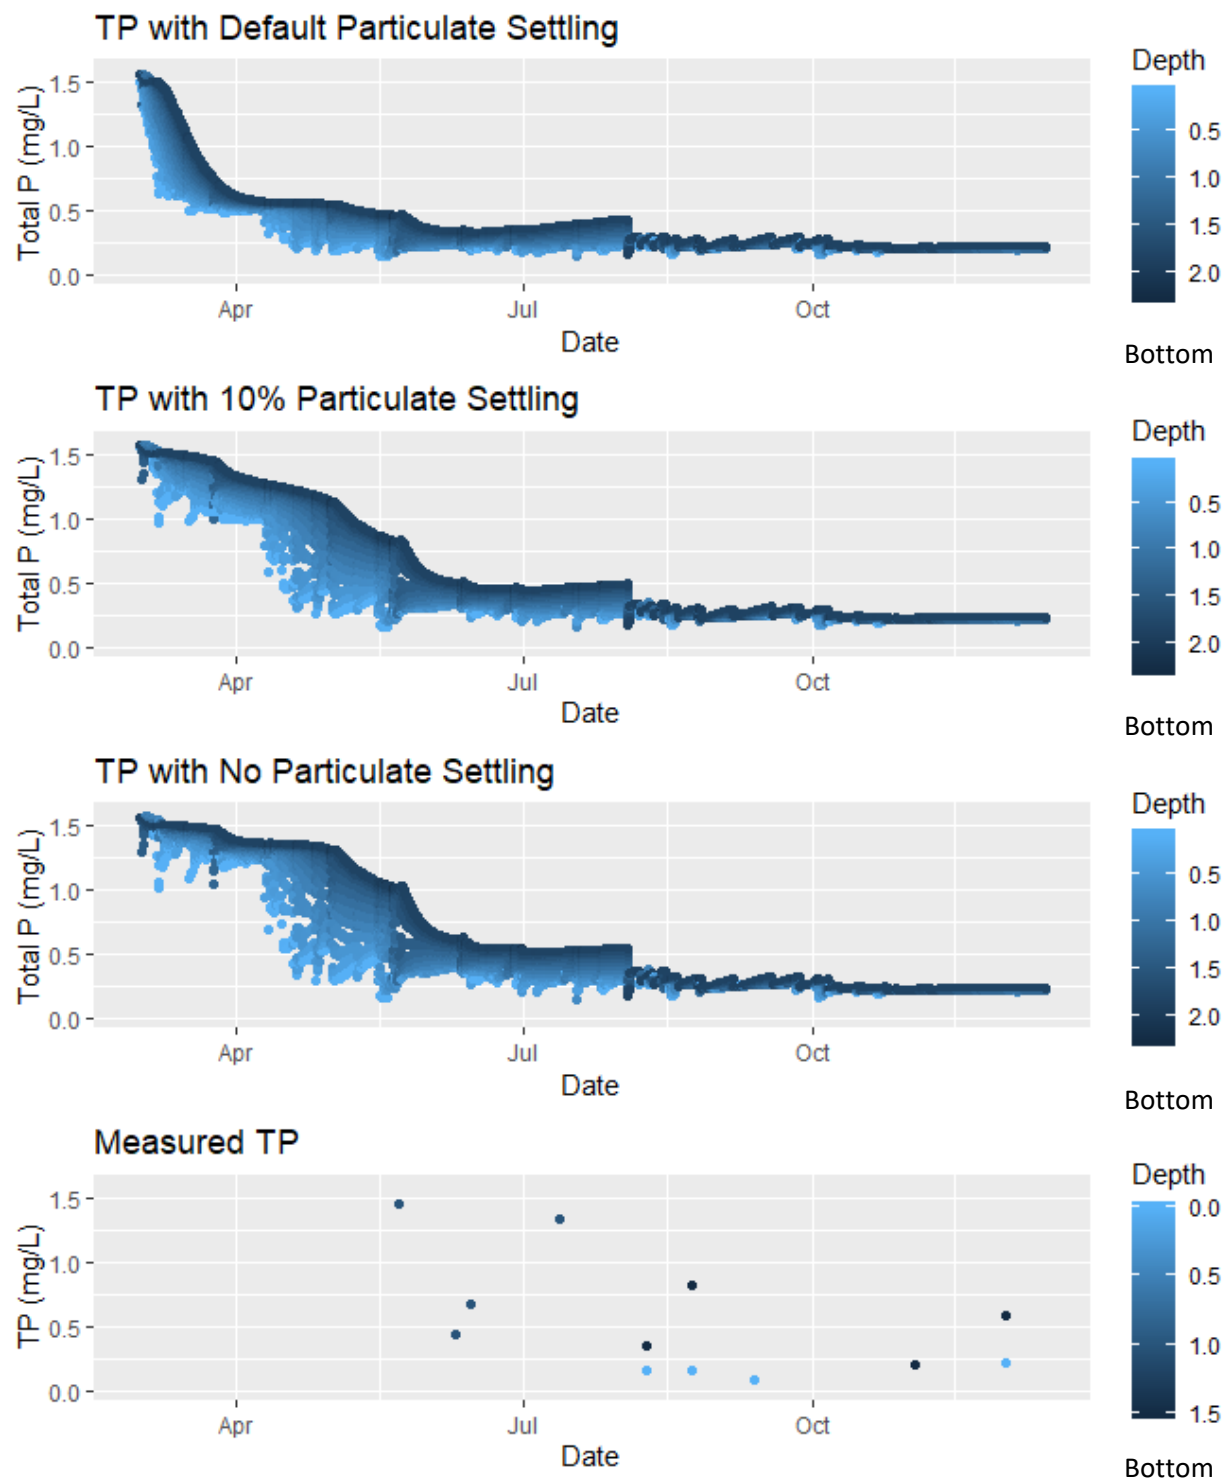 TP with Default Particulate Settling
Total P (mg/L)
1.5
1.0
0.5
0.0
Apr
Jul
Oct
Date
Depth
0.5
1.0
1.5
2.0
Bottom
TP with 10% Particulate Settling
Total P (mg/L)
1.5
1.0
0.5
0.0
Apr
Jul
Oct
Date
Depth
0.5
1.0
1.5
2.0
Bottom
TP with No Particulate Settling
Total P (mg/L)
1.5
1.0
0.5
0.0
Apr
Jul
Oct
Date
Depth
0.5
1.0
1.5
2.0
Bottom
Measured TP
TP (mg/L)
1.5
1.0
0.5
0.0
Apr
Jul
Oct
Date
Depth
0.0
0.5
1.0
1.5
Bottom